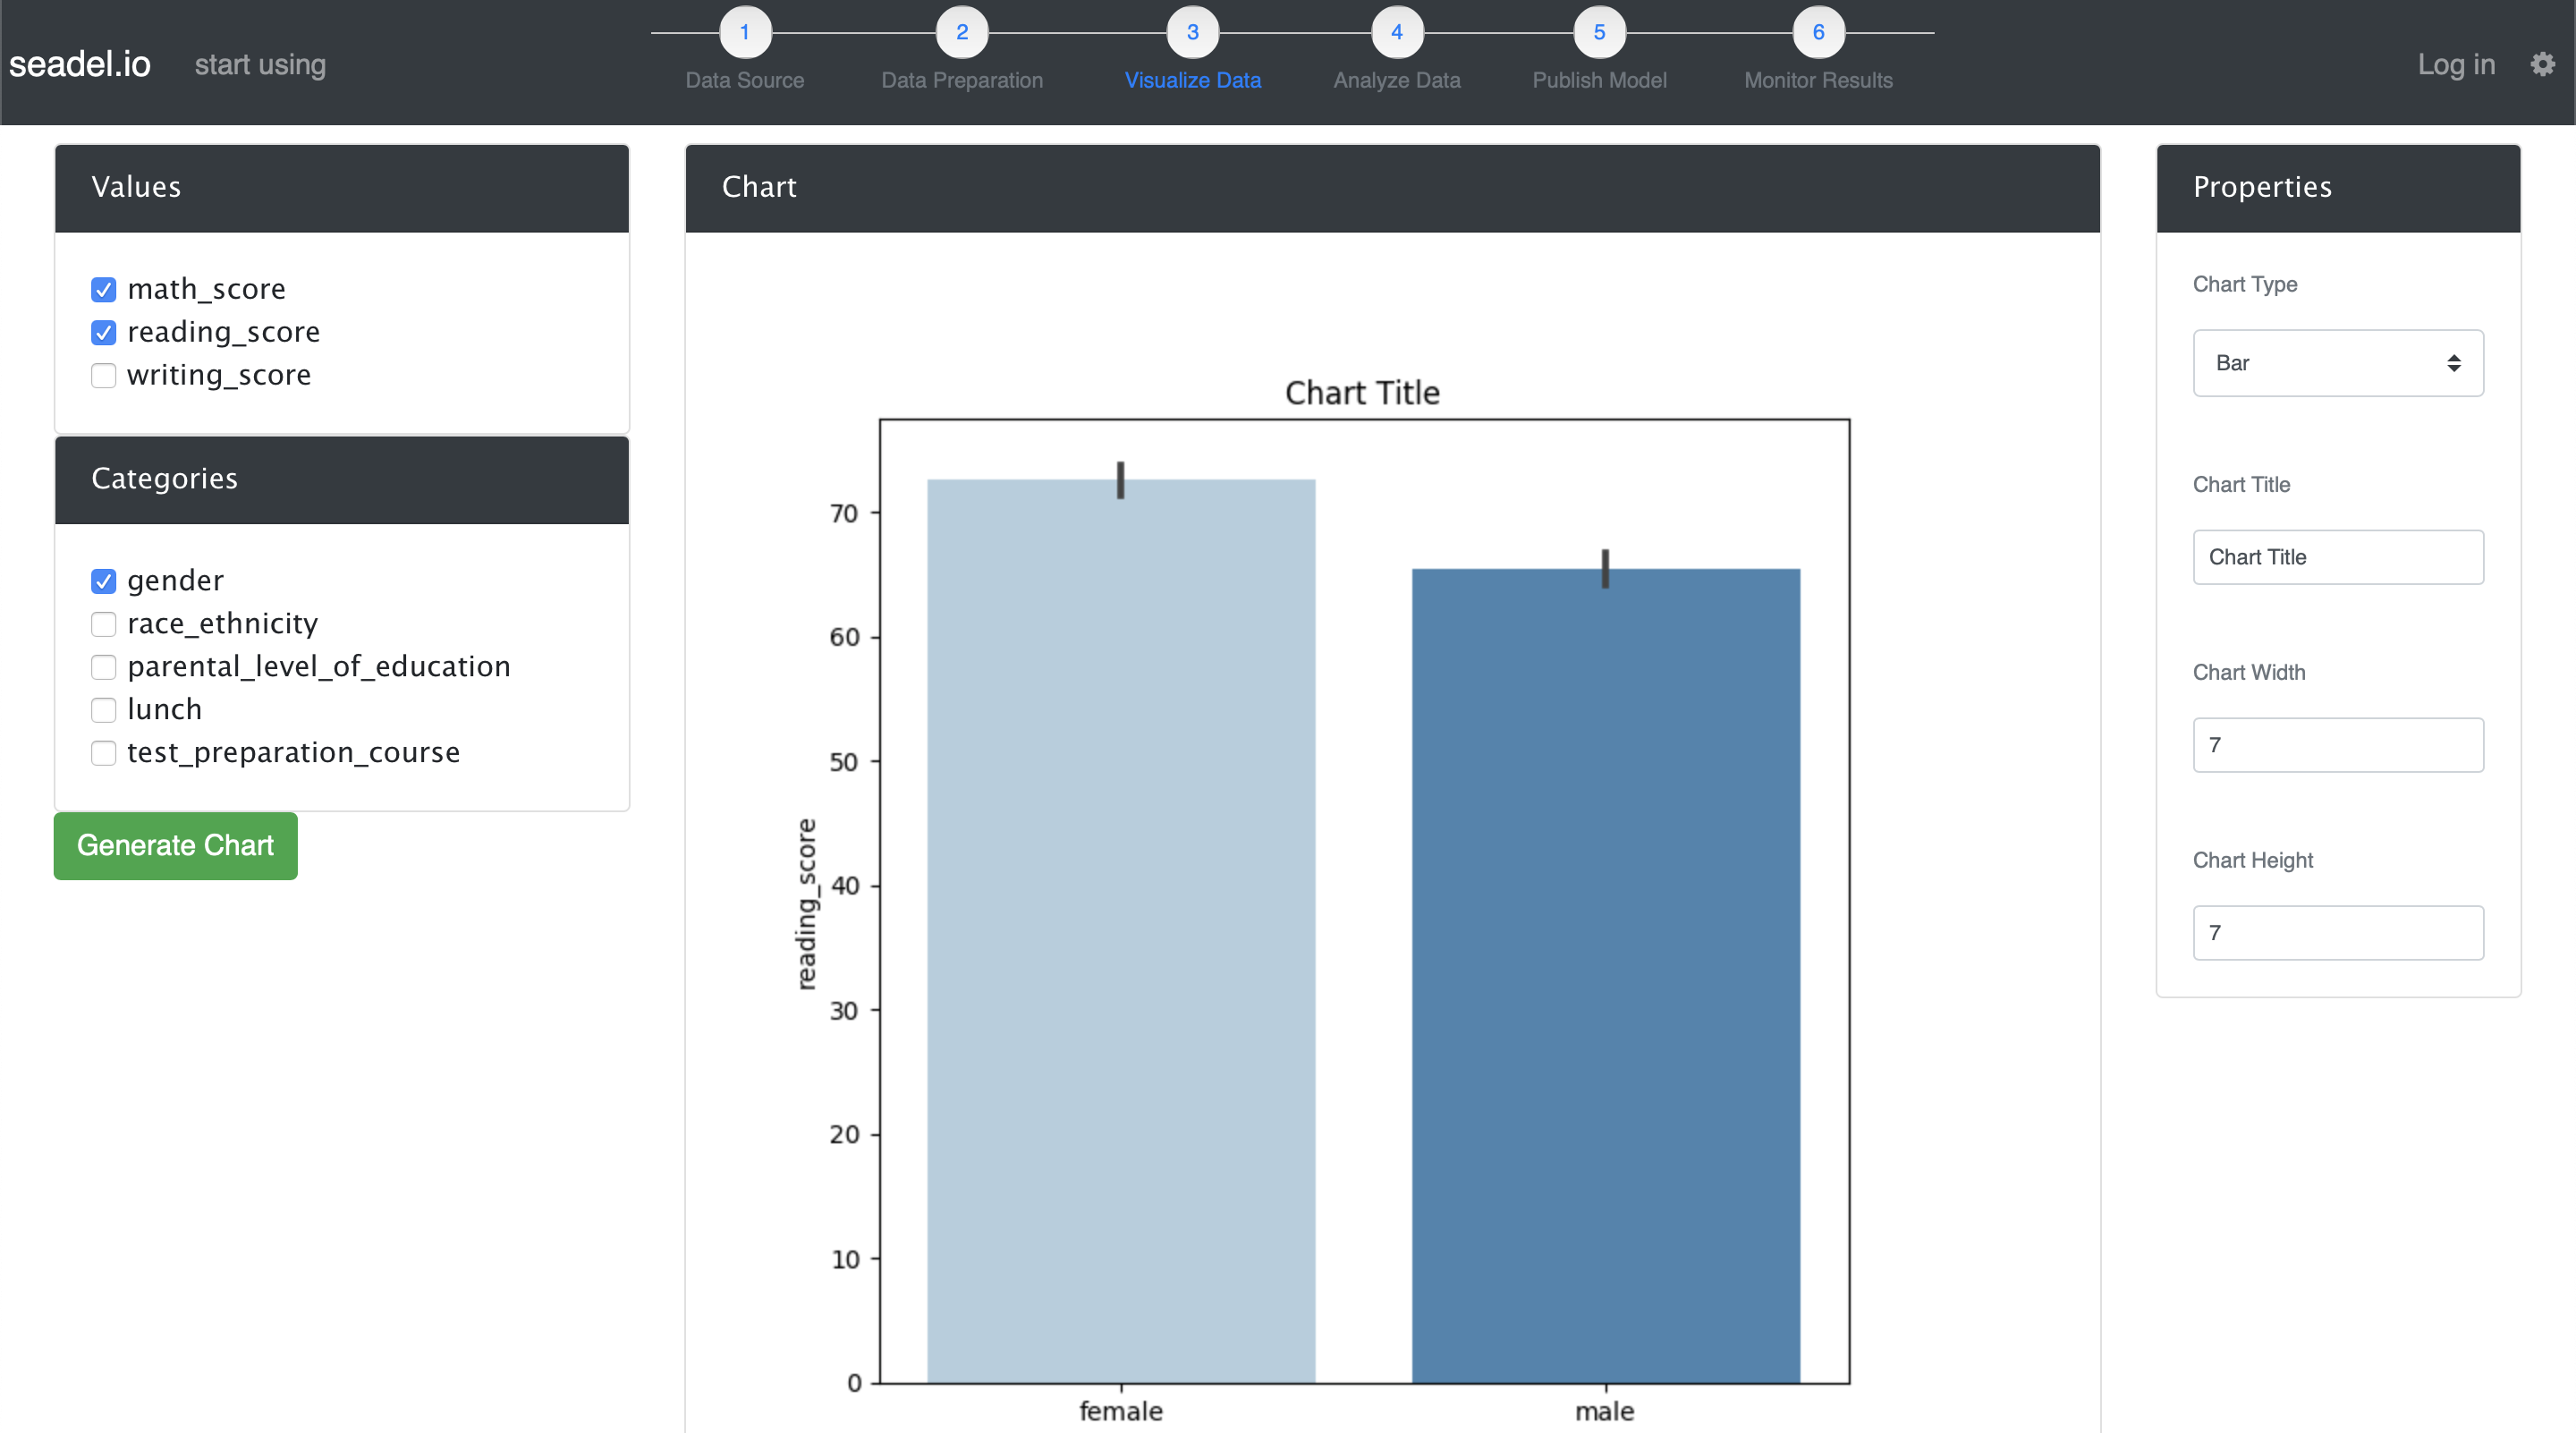 seadel.io start using
1 2 3 4 5 6
Data Source Data Preparation Visualize Data Analyze Data Publish Model Monitor Results
Log in
Values
math_score
reading_score
writing_score
Categories
gender
race_ethnicity
parental_level_of_education
lunch
test_preparation_course
Generate Chart
Chart
Chart Title
reading_score
70
60
50
40
30
20
10
0
female male
Properties
Chart Type
Bar
Chart Title
Chart Title
Chart Width
7
Chart Height
7